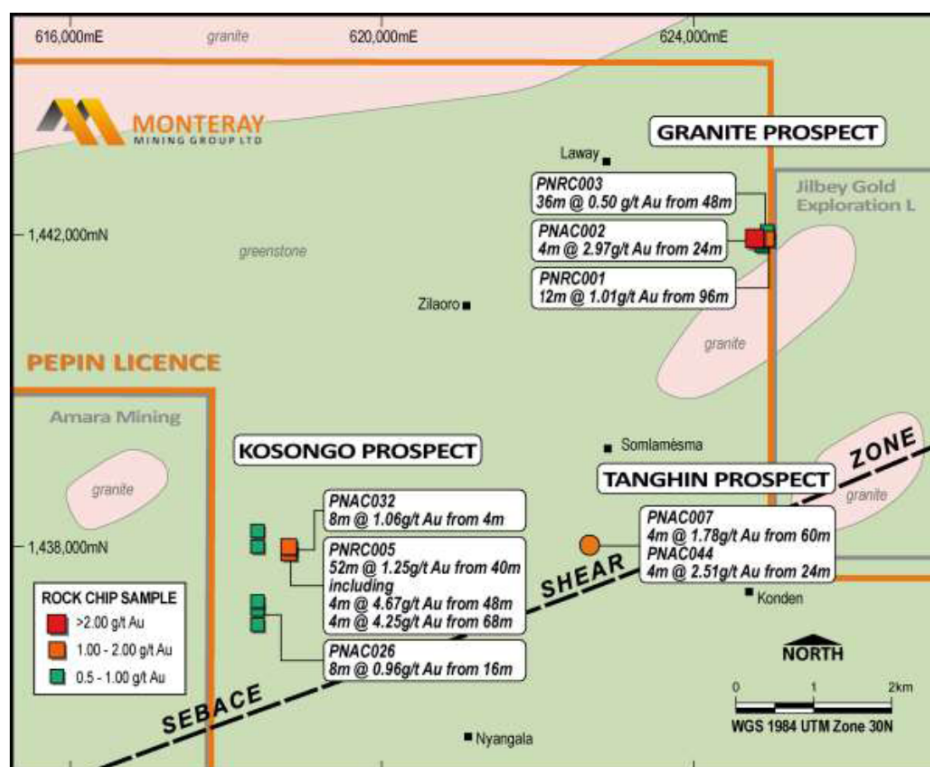 616,000mE
granite
620,000mE
624,000mE
MONTERAY
MINING GROUP LTD
GRANITE PROSPECT
Laway
PNRC003
36m @ 0.50 g/t Au from 48m
Jilbey Gold
Exploration L
1,442,000mN
PNAC002
4m @ 2.97g/t Au from 24m
greenstone
PNRC001
12m @ 1.01g/t Au from 96m
Zilaoro
granite
PEPIN LICENCE
Amara Mining
KOSONGO PROSPECT
Somlamèsma
ZONE
TANGHIN PROSPECT
granite
granite
PNAC032
8m @ 1.06g/t Au from 4m
PNAC007
4m @ 1.78g/t Au from 60m
PNAC044
4m @ 2.51g/t Au from 24m
1,438,000mN
PNRC005
52m @ 1.25g/t Au from 40m
including
4m @ 4.67g/t Au from 48m
4m @ 4.25g/t Au from 68m
SHEAR
Konden
ROCK CHIP SAMPLE
>2.00 g/t Au
1.00 - 2.00 g/t Au
0.5 - 1.00 g/t Au
PNAC026
8m @ 0.96g/t Au from 16m
NORTH
SEBACE
0 1 2km
WGS 1984 UTM Zone 30N
Nyangala